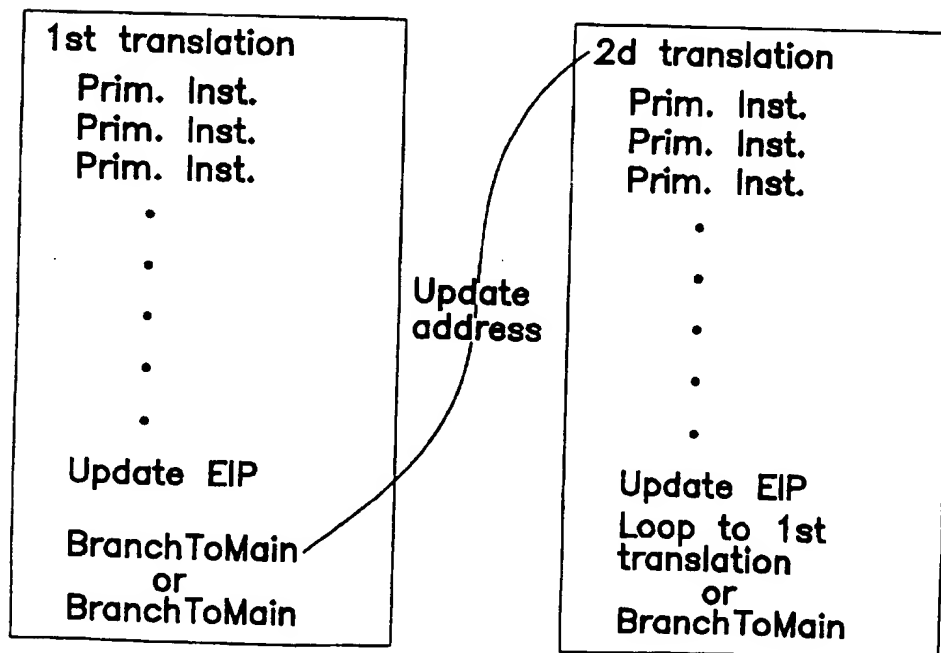 1st translation
Prim. Inst.
Prim. Inst.
Prim. Inst.
Update EIP
BranchToMain
or
BranchToMain
Update
address
2d translation
Prim. Inst.
Prim. Inst.
Prim. Inst.
Update EIP
Loop to 1st
translation
or
BranchToMain